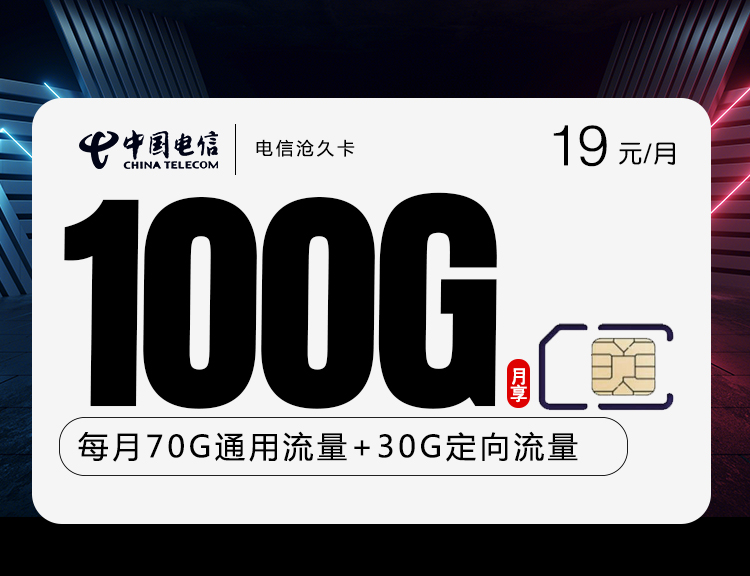 中国电信
CHINA TELECOM
电信沧久卡
19 元/月
100G
月享
每月70G通用流量+30G定向流量